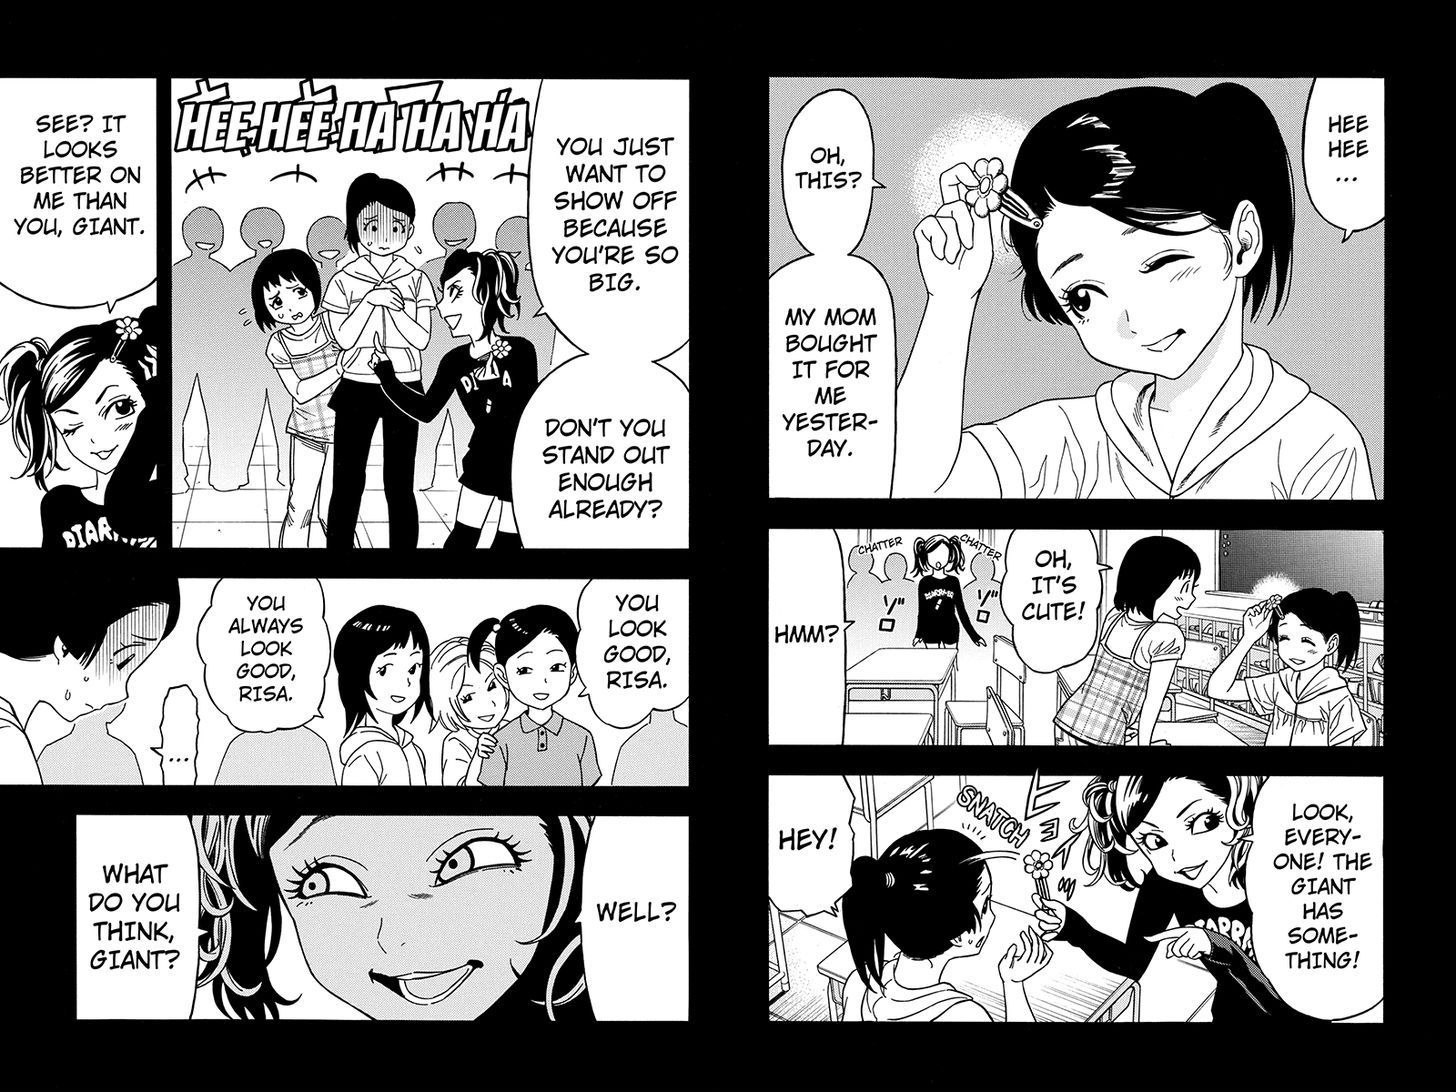 HEE
HEE
...
OH,
THIS?
MY MOM
BOUGHT
IT FOR
ME
YESTER-
DAY.
OH,
IT'S
CUTE!
CHATTER
CHATTER
HMM?
LOOK,
EVERY-
ONE! THE
GIANT
HAS
SOME-
THING!
SNATCH
HEY!
YOU JUST
WANT TO
SHOW OFF
BECAUSE
YOU'RE SO
BIG.
DON'T YOU
STAND OUT
ENOUGH
ALREADY?
HEE HEE HA HA HA
SEE? IT
LOOKS
BETTER ON
ME THAN
YOU, GIANT.
YOU
LOOK
GOOD,
RISA.
YOU
ALWAYS
LOOK
GOOD,
RISA.
...
WELL?
WHAT
DO YOU
THINK,
GIANT?